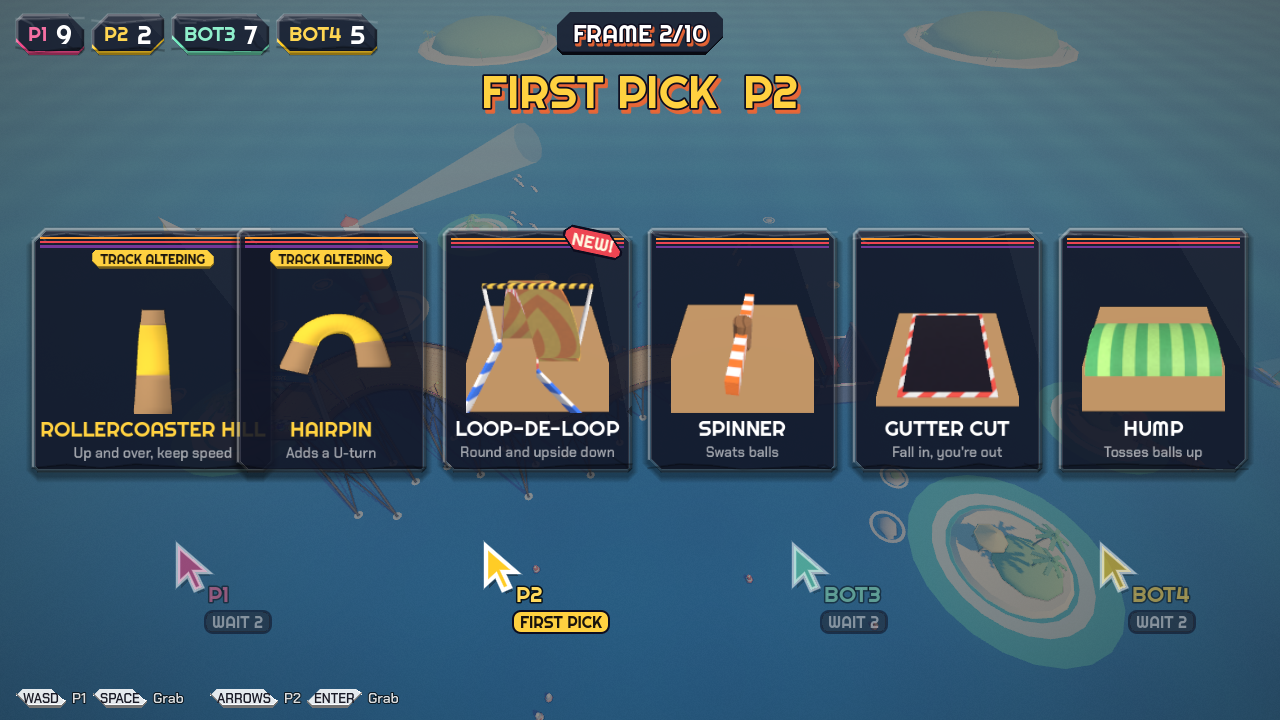 P1 9 P2 2 BOT3 7 BOT4 5
FRAME 2/10
FIRST PICK P2
TRACK ALTERING
ROLLERCOASTER HILL
Up and over, keep speed
TRACK ALTERING
HAIRPIN
Adds a U-turn
NEW!
LOOP-DE-LOOP
Round and upside down
SPINNER
Swats balls
GUTTER CUT
Fall in, you're out
HUMP
Tosses balls up
P1
WAIT 2
P2
FIRST PICK
BOT3
WAIT 2
BOT4
WAIT 2
WASD P1 SPACE Grab ARROWS P2 ENTER Grab